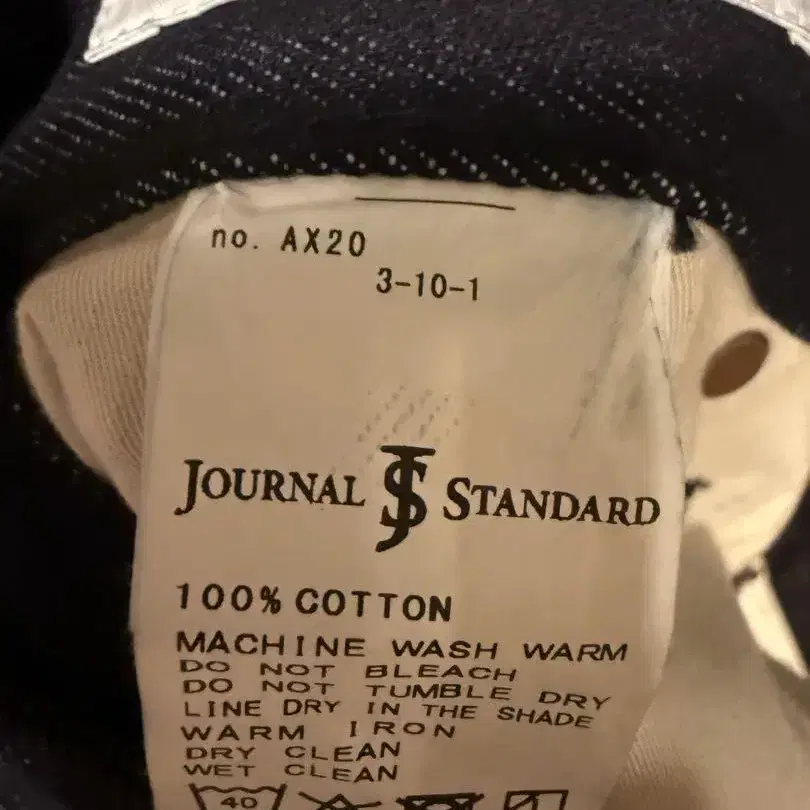 no. AX20
3-10-1
JOURNAL JS STANDARD
100% COTTON
MACHINE WASH WARM
DO NOT BLEACH
DO NOT TUMBLE DRY
LINE DRY IN THE SHADE
WARM IRON
DRY CLEAN
WET CLEAN
40